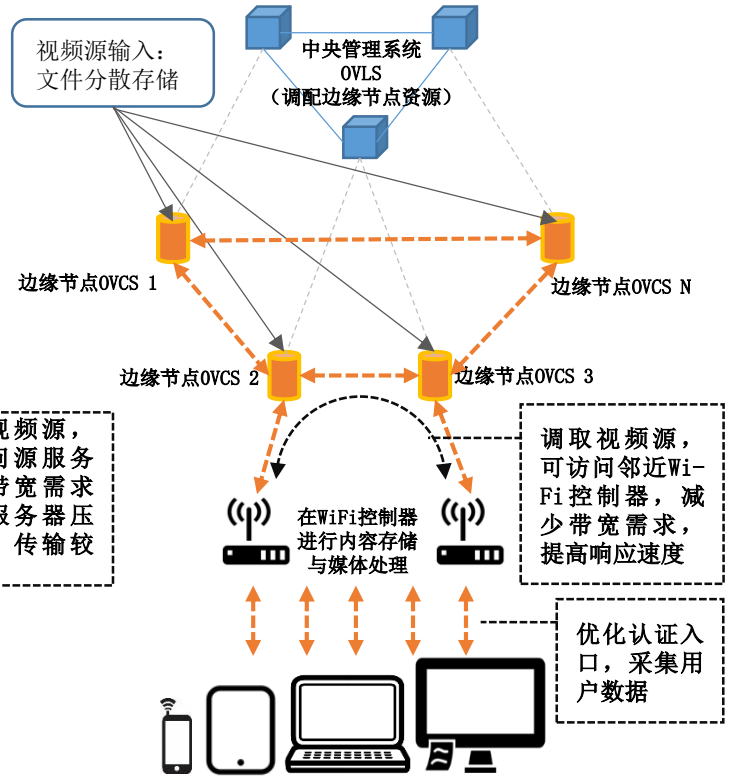 视频源输入：
文件分散存储
中央管理系统
OVLS
（调配边缘节点资源）
边缘节点OVCS 1
边缘节点OVCS N
边缘节点OVCS 2
边缘节点OVCS 3
视频源，
源服务
带宽需求
服务器压
传输较
调取视频源，
可访问邻近Wi-
Fi控制器，减
少带宽需求，
提高响应速度
在WiFi控制器
进行内容存储
与媒体处理
优化认证入
口，采集用
户数据